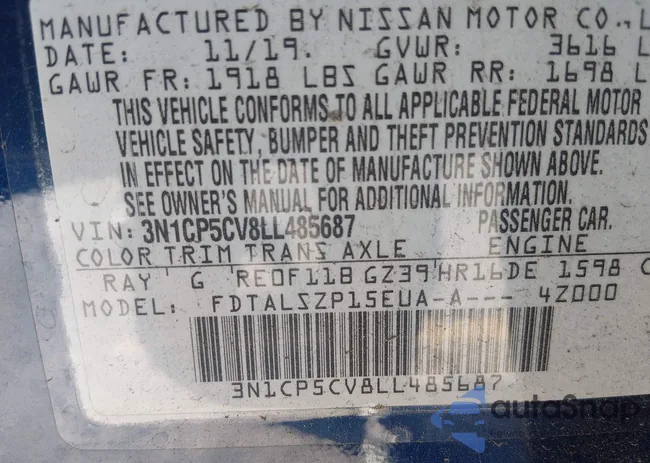 MANUFACTURED BY NISSAN MOTOR CO., L
DATE: 11/19. GVWR: 3616 L
GAWR FR: 1918 LBS GAWR RR: 1698 L
THIS VEHICLE CONFORMS TO ALL APPLICABLE FEDERAL MOTOR
VEHICLE SAFETY, BUMPER AND THEFT PREVENTION STANDARDS
IN EFFECT ON THE DATE OF MANUFACTURE SHOWN ABOVE.
SEE OWNER'S MANUAL FOR ADDITIONAL INFORMATION.
VIN: 3N1CP5CV8LL485687 PASSENGER CAR.
COLOR TRIM TRANS AXLE ENGINE
RAY G RE0F11B GZ39 HR16DE 1598 C
MODEL: FDTALSZP15EUA-A--- 4Z000
3N1CP5CV8LL485687
autoSnap